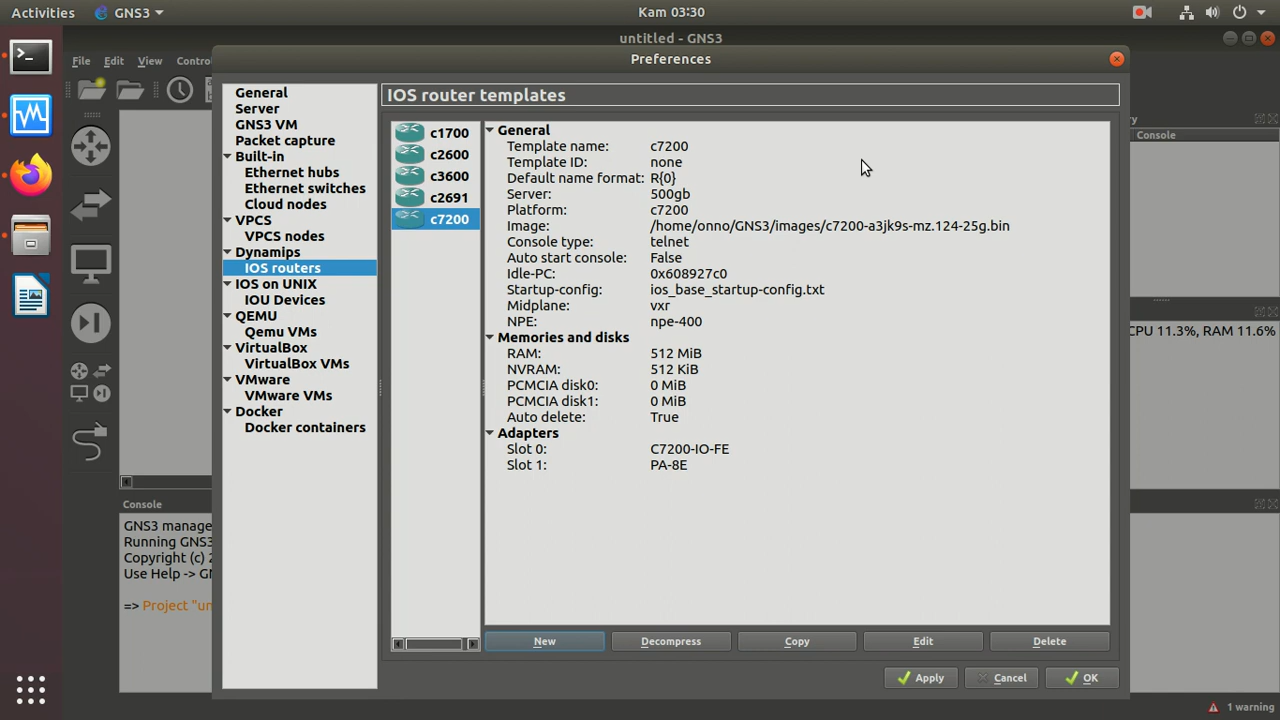 Activities GNS3 Kam 03:30
untitled - GNS3
Preferences
File Edit View Contro
General
Server
GNS3 VM
Packet capture
Built-in
Ethernet hubs
Ethernet switches
Cloud nodes
VPCS
VPCS nodes
Dynamips
IOS routers
IOS on UNIX
IOU Devices
QEMU
Qemu VMs
VirtualBox
VirtualBox VMs
VMware
VMware VMs
Docker
Docker containers
IOS router templates
c1700
c2600
c3600
c2691
c7200
General
Template name: c7200
Template ID: none
Default name format: R{0}
Server: 500gb
Platform: c7200
Image: /home/onno/GNS3/images/c7200-a3jk9s-mz.124-25g.bin
Console type: telnet
Auto start console: False
Idle-PC: 0x608927c0
Startup-config: ios_base_startup-config.txt
Midplane: vxr
NPE: npe-400
Memories and disks
RAM: 512 MiB
NVRAM: 512 KiB
PCMCIA disk0: 0 MiB
PCMCIA disk1: 0 MiB
Auto delete: True
Adapters
Slot 0: C7200-IO-FE
Slot 1: PA-8E
New Decompress Copy Edit Delete
Apply Cancel OK
ry
Console
CPU 11.3%, RAM 11.6%
Console
GNS3 manage
Running GNS3
Copyright (c) 2
Use Help -> GN
=> Project "un
1 warning